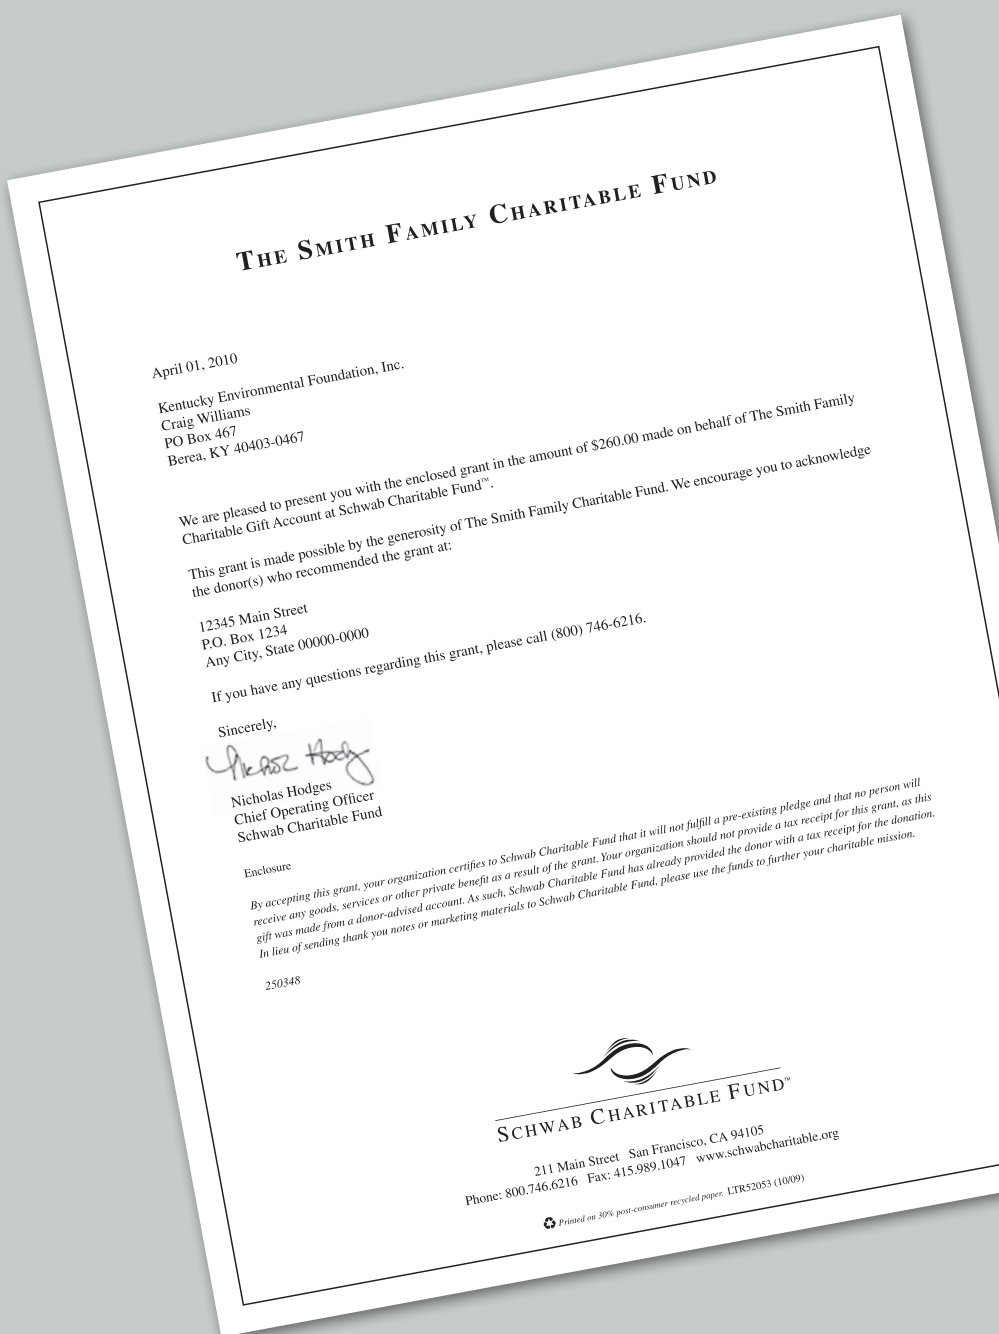 THE SMITH FAMILY CHARITABLE FUND
April 01, 2010
Kentucky Environmental Foundation, Inc.
Craig Williams
PO Box 467
Berea, KY 40403-0467
We are pleased to present you with the enclosed grant in the amount of $260.00 made on behalf of The Smith Family
Charitable Gift Account at Schwab Charitable Fund™.
This grant is made possible by the generosity of The Smith Family Charitable Fund. We encourage you to acknowledge
the donor(s) who recommended the grant at:
12345 Main Street
P.O. Box 1234
Any City, State 00000-0000
If you have any questions regarding this grant, please call (800) 746-6216.
Sincerely,
Nicholas Hodges
Chief Operating Officer
Schwab Charitable Fund
Enclosure
By accepting this grant, your organization certifies to Schwab Charitable Fund that it will not fulfill a pre-existing pledge and that no person will
receive any goods, services or other private benefit as a result of the grant. Your organization should not provide a tax receipt for this grant, as this
gift was made from a donor-advised account. As such, Schwab Charitable Fund has already provided the donor with a tax receipt for the donation.
In lieu of sending thank you notes or marketing materials to Schwab Charitable Fund, please use the funds to further your charitable mission.
250348
SCHWAB CHARITABLE FUND™
211 Main Street San Francisco, CA 94105
Phone: 800.746.6216 Fax: 415.989.1047 www.schwabcharitable.org
Printed on 30% post-consumer recycled paper. LTR52053 (10/09)